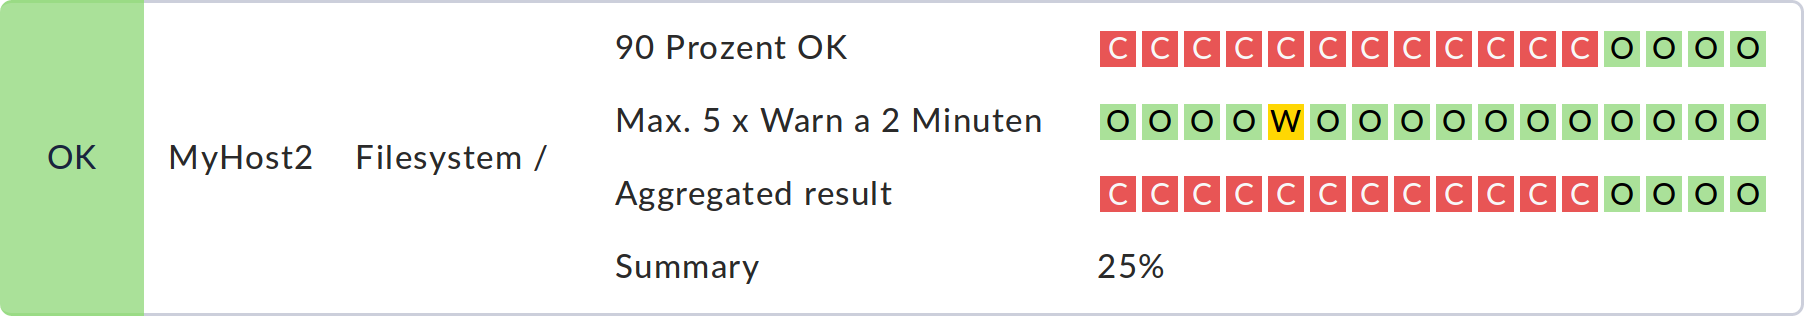 OK MyHost2 Filesystem /
90 Prozent OK C C C C C C C C C C C C O O O O
Max. 5 x Warn a 2 Minuten O O O O W O O O O O O O O O O O
Aggregated result C C C C C C C C C C C C O O O O
Summary 25%